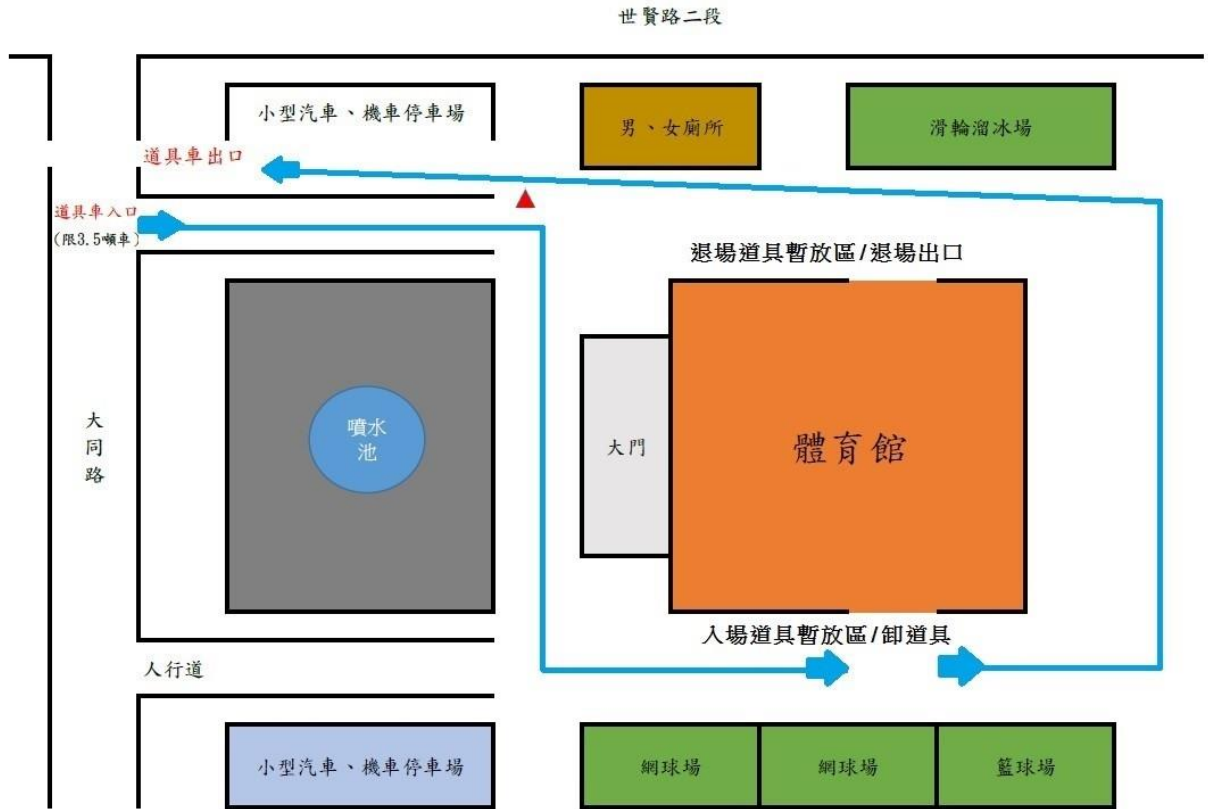 世賢路二段
小型汽車、機車停車場
男、女廁所
滑輪溜冰場
道具車出口
道具車入口
(限3.5噸車)
退場道具暫放區/退場出口
噴水
池
大門
體育館
大
同
路
入場道具暫放區/卸道具
人行道
小型汽車、機車停車場
網球場
網球場
籃球場